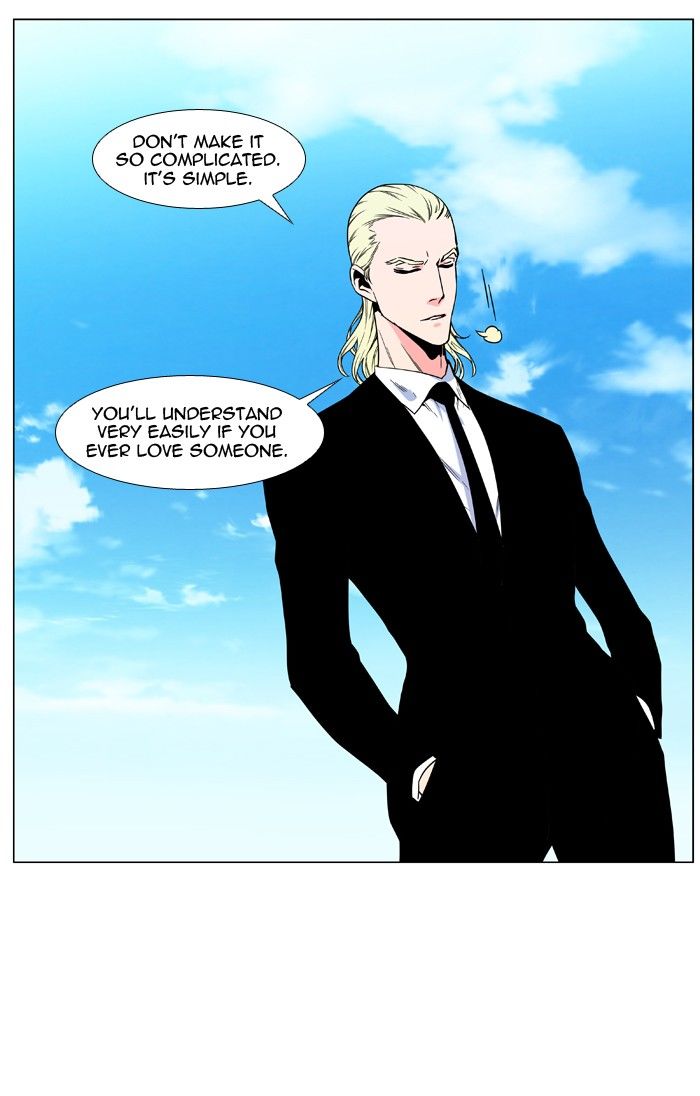 DON'T MAKE IT
SO COMPLICATED.
IT'S SIMPLE.
YOU'LL UNDERSTAND
VERY EASILY IF YOU
EVER LOVE SOMEONE.